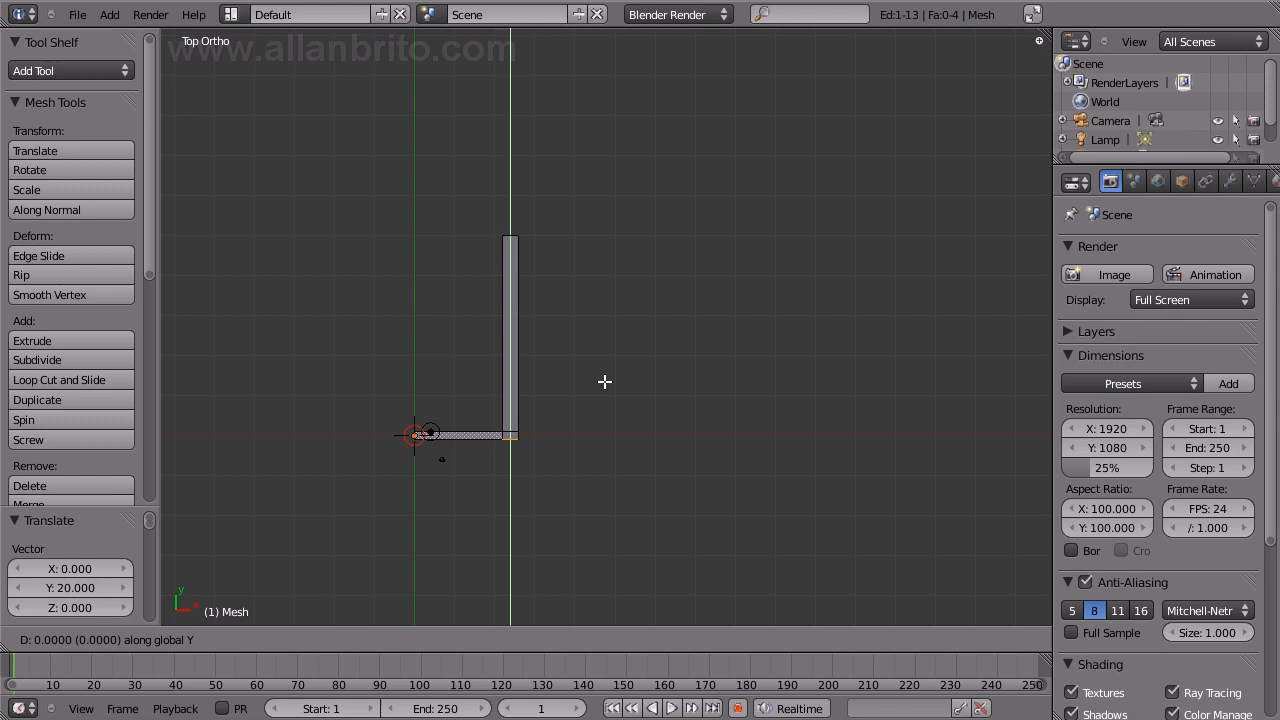 File Add Render Help Default Scene Blender Render Ed:1-13 | Fa:0-4 | Mesh
www.allanbrito.com
Top Ortho
Tool Shelf
Add Tool
Mesh Tools
Transform:
Translate
Rotate
Scale
Along Normal
Deform:
Edge Slide
Rip
Smooth Vertex
Add:
Extrude
Subdivide
Loop Cut and Slide
Duplicate
Spin
Screw
Remove:
Delete
Merge
Translate
Vector
X: 0.000
Y: 20.000
Z: 0.000
y
x
(1) Mesh
D: 0.0000 (0.0000) along global Y
View All Scenes
Scene
RenderLayers
World
Camera
Lamp
Scene
Render
Image Animation
Display: Full Screen
Layers
Dimensions
Presets Add
Resolution: Frame Range:
X: 1920 Start: 1
Y: 1080 End: 250
25% Step: 1
Aspect Ratio: Frame Rate:
X: 100.000 FPS: 24
Y: 100.000 /: 1.000
Bor Cro
Anti-Aliasing
5 8 11 16 Mitchell-Netr
Full Sample Size: 1.000
Shading
Textures Ray Tracing
Shadows Color Manage
0 10 20 30 40 50 60 70 80 90 100 110 120 130 140 150 160 170 180 190 200 210 220 230 240 250
View Frame Playback PR Start: 1 End: 250 1 Realtime